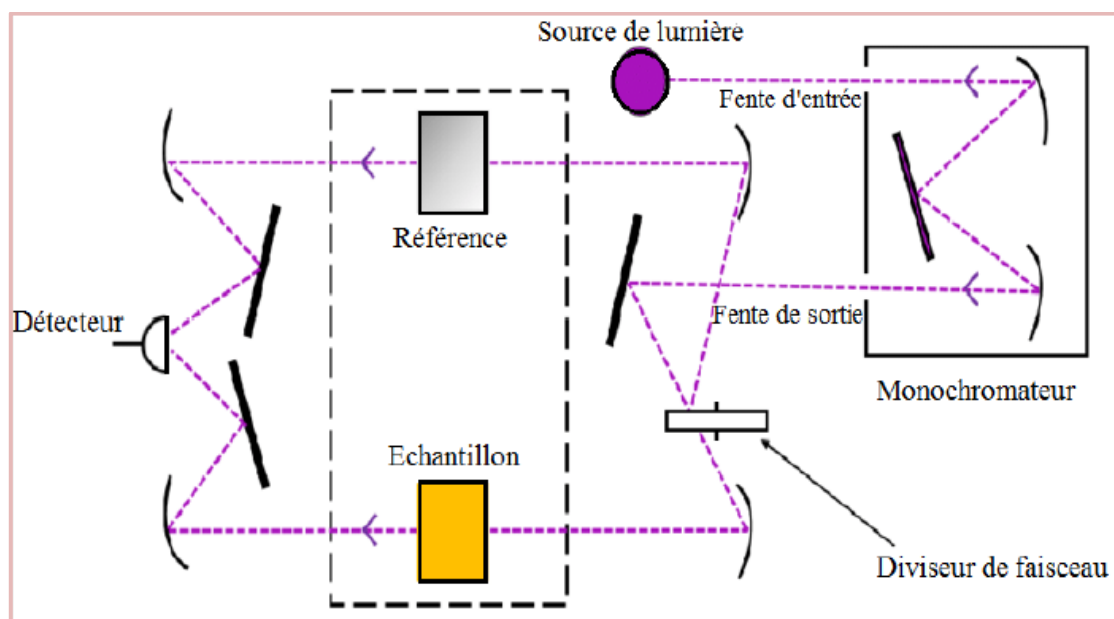 Source de lumière
Fente d'entrée
Référence
Détecteur
Fente de sortie
Monochromateur
Echantillon
Diviseur de faisceau